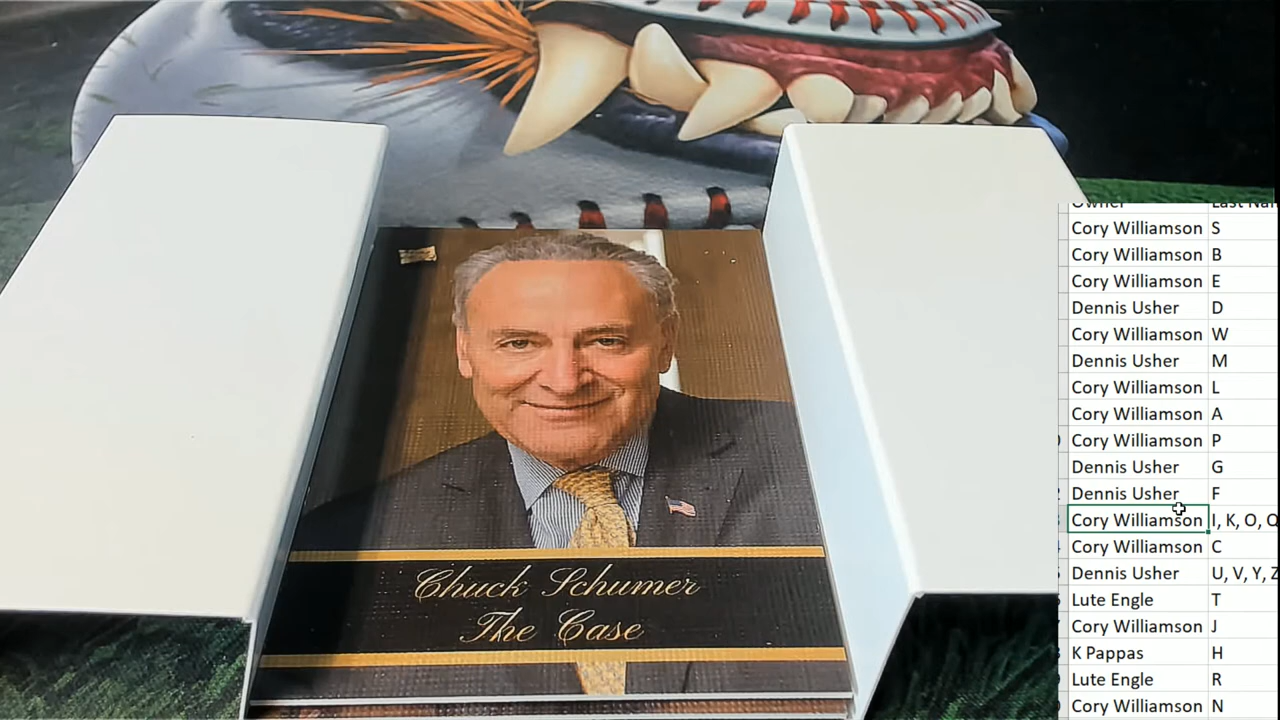 Chuck Schumer
The Case
Cory Williamson S
Cory Williamson B
Cory Williamson E
Dennis Usher D
Cory Williamson W
Dennis Usher M
Cory Williamson L
Cory Williamson A
Cory Williamson P
Dennis Usher G
Dennis Usher F
Cory Williamson I, K, O, Q
Cory Williamson C
Dennis Usher U, V, Y, Z
Lute Engle T
Cory Williamson J
K Pappas H
Lute Engle R
Cory Williamson N